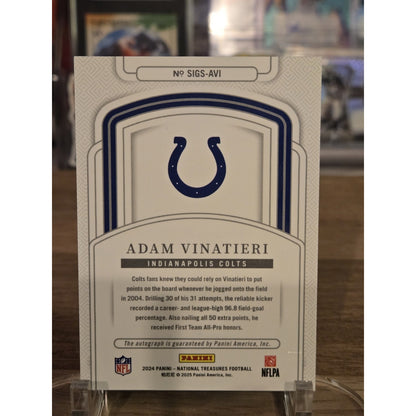 Nº SIGS-AVI
ADAM VINATIERI
INDIANAPOLIS COLTS
Colts fans knew they could rely on Vinatieri to put
points on the board whenever he jogged onto the field
in 2004. Drilling 30 of his 31 attempts, the reliable kicker
recorded a career- and league-high 96.8 field-goal
percentage. Also nailing all 50 extra points, he
received First Team All-Pro honors.
The autograph is guaranteed by Panini America, Inc.
NFL
PANINI
2024 PANINI - NATIONAL TREASURES FOOTBALL
© 2025 Panini America, Inc.
NFLPA